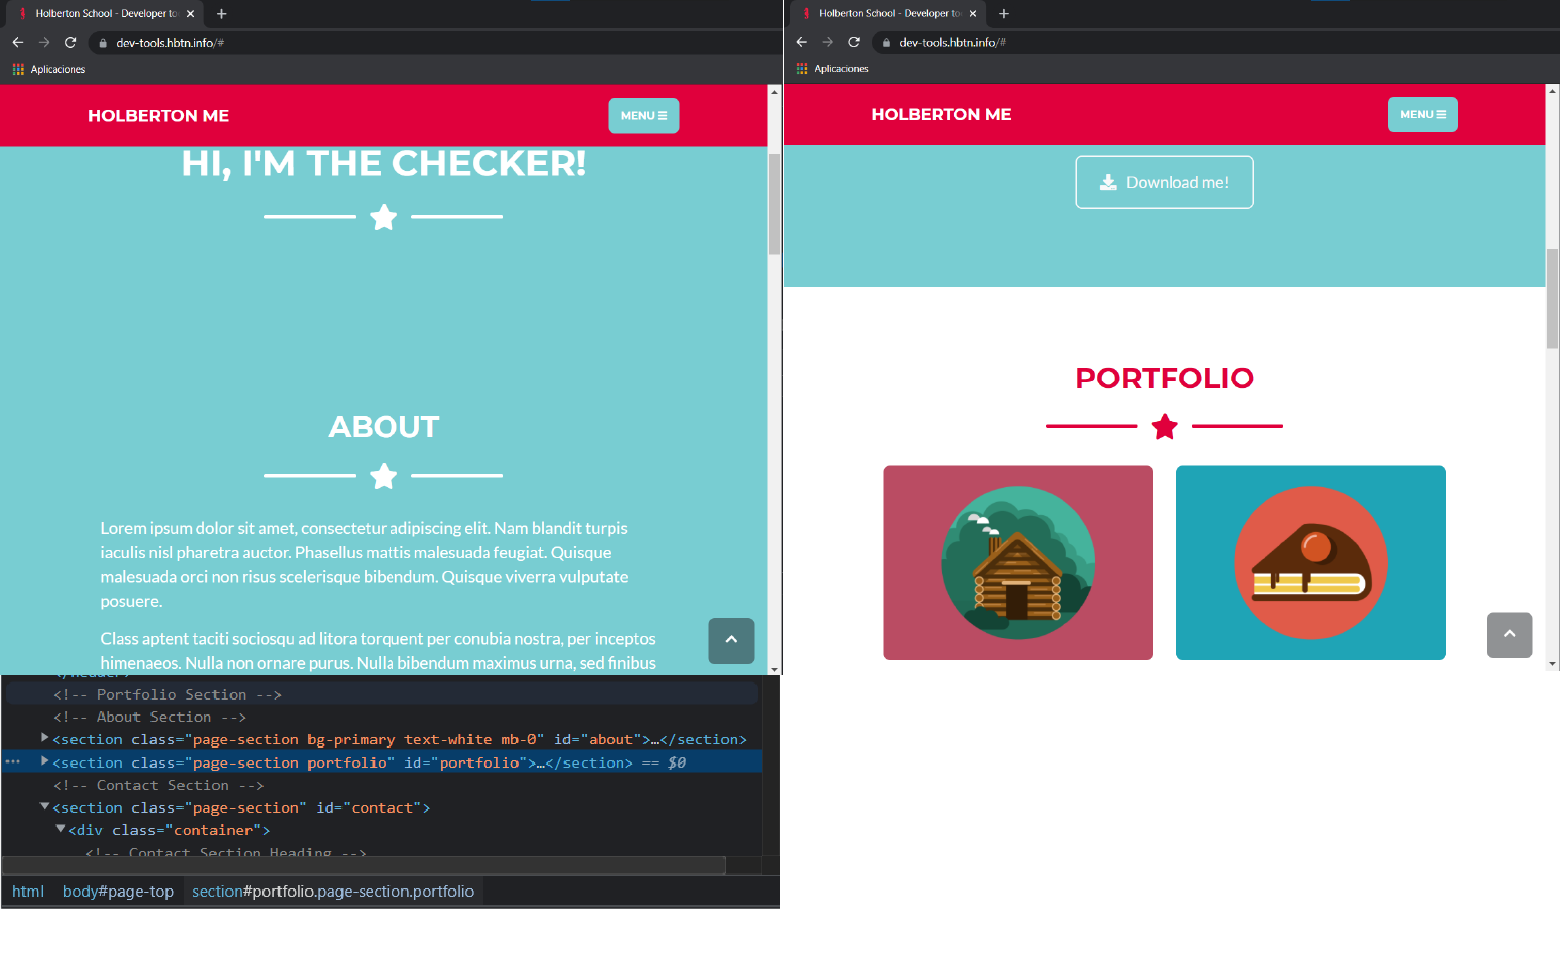 Holberton School - Developer to
dev-tools.hbtn.info/#
Aplicaciones
HOLBERTON ME
MENU
HI, I'M THE CHECKER!
ABOUT
Lorem ipsum dolor sit amet, consectetur adipiscing elit. Nam blandit turpis
iaculis nisl pharetra auctor. Phasellus mattis malesuada feugiat. Quisque
malesuada orci non risus scelerisque bibendum. Quisque viverra vulputate
posuere.
Class aptent taciti sociosqu ad litora torquent per conubia nostra, per inceptos
himenaeos. Nulla non ornare purus. Nulla bibendum maximus urna, sed finibus
</header>
<!-- Portfolio Section -->
<!-- About Section -->
<section class="page-section bg-primary text-white mb-0" id="about">…</section>
<section class="page-section portfolio" id="portfolio">…</section> == $0
<!-- Contact Section -->
<section class="page-section" id="contact">
<div class="container">
<!-- Contact Section Heading -->
html body#page-top section#portfolio.page-section.portfolio
Holberton School - Developer to
dev-tools.hbtn.info/#
Aplicaciones
HOLBERTON ME
MENU
Download me!
PORTFOLIO